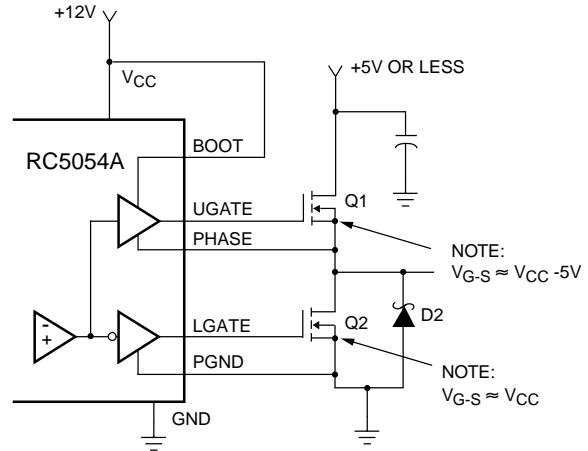 +12V
VCC
+5V OR LESS
BOOT
RC5054A
UGATE
Q1
PHASE
NOTE:
VG-S ≈ VCC -5V
- +
LGATE
Q2
D2
PGND
NOTE:
VG-S ≈ VCC
GND